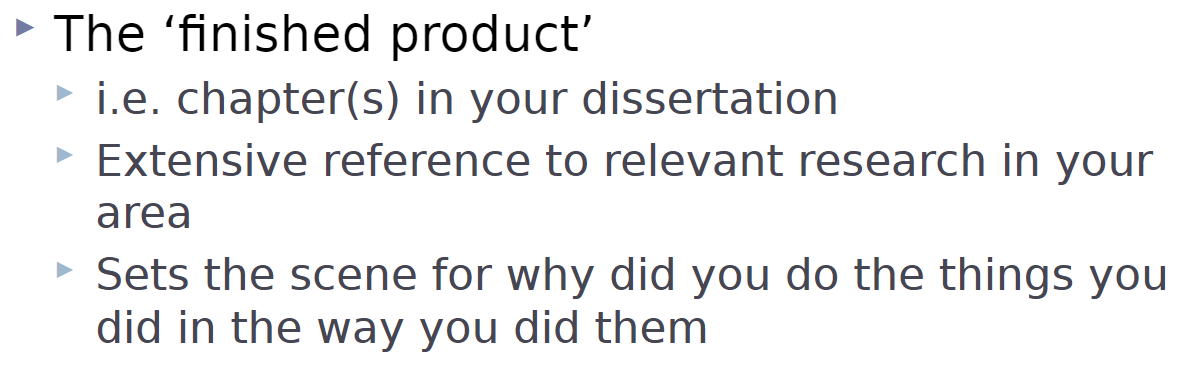 The ‘finished product’
i.e. chapter(s) in your dissertation
Extensive reference to relevant research in your
area
Sets the scene for why did you do the things you
did in the way you did them